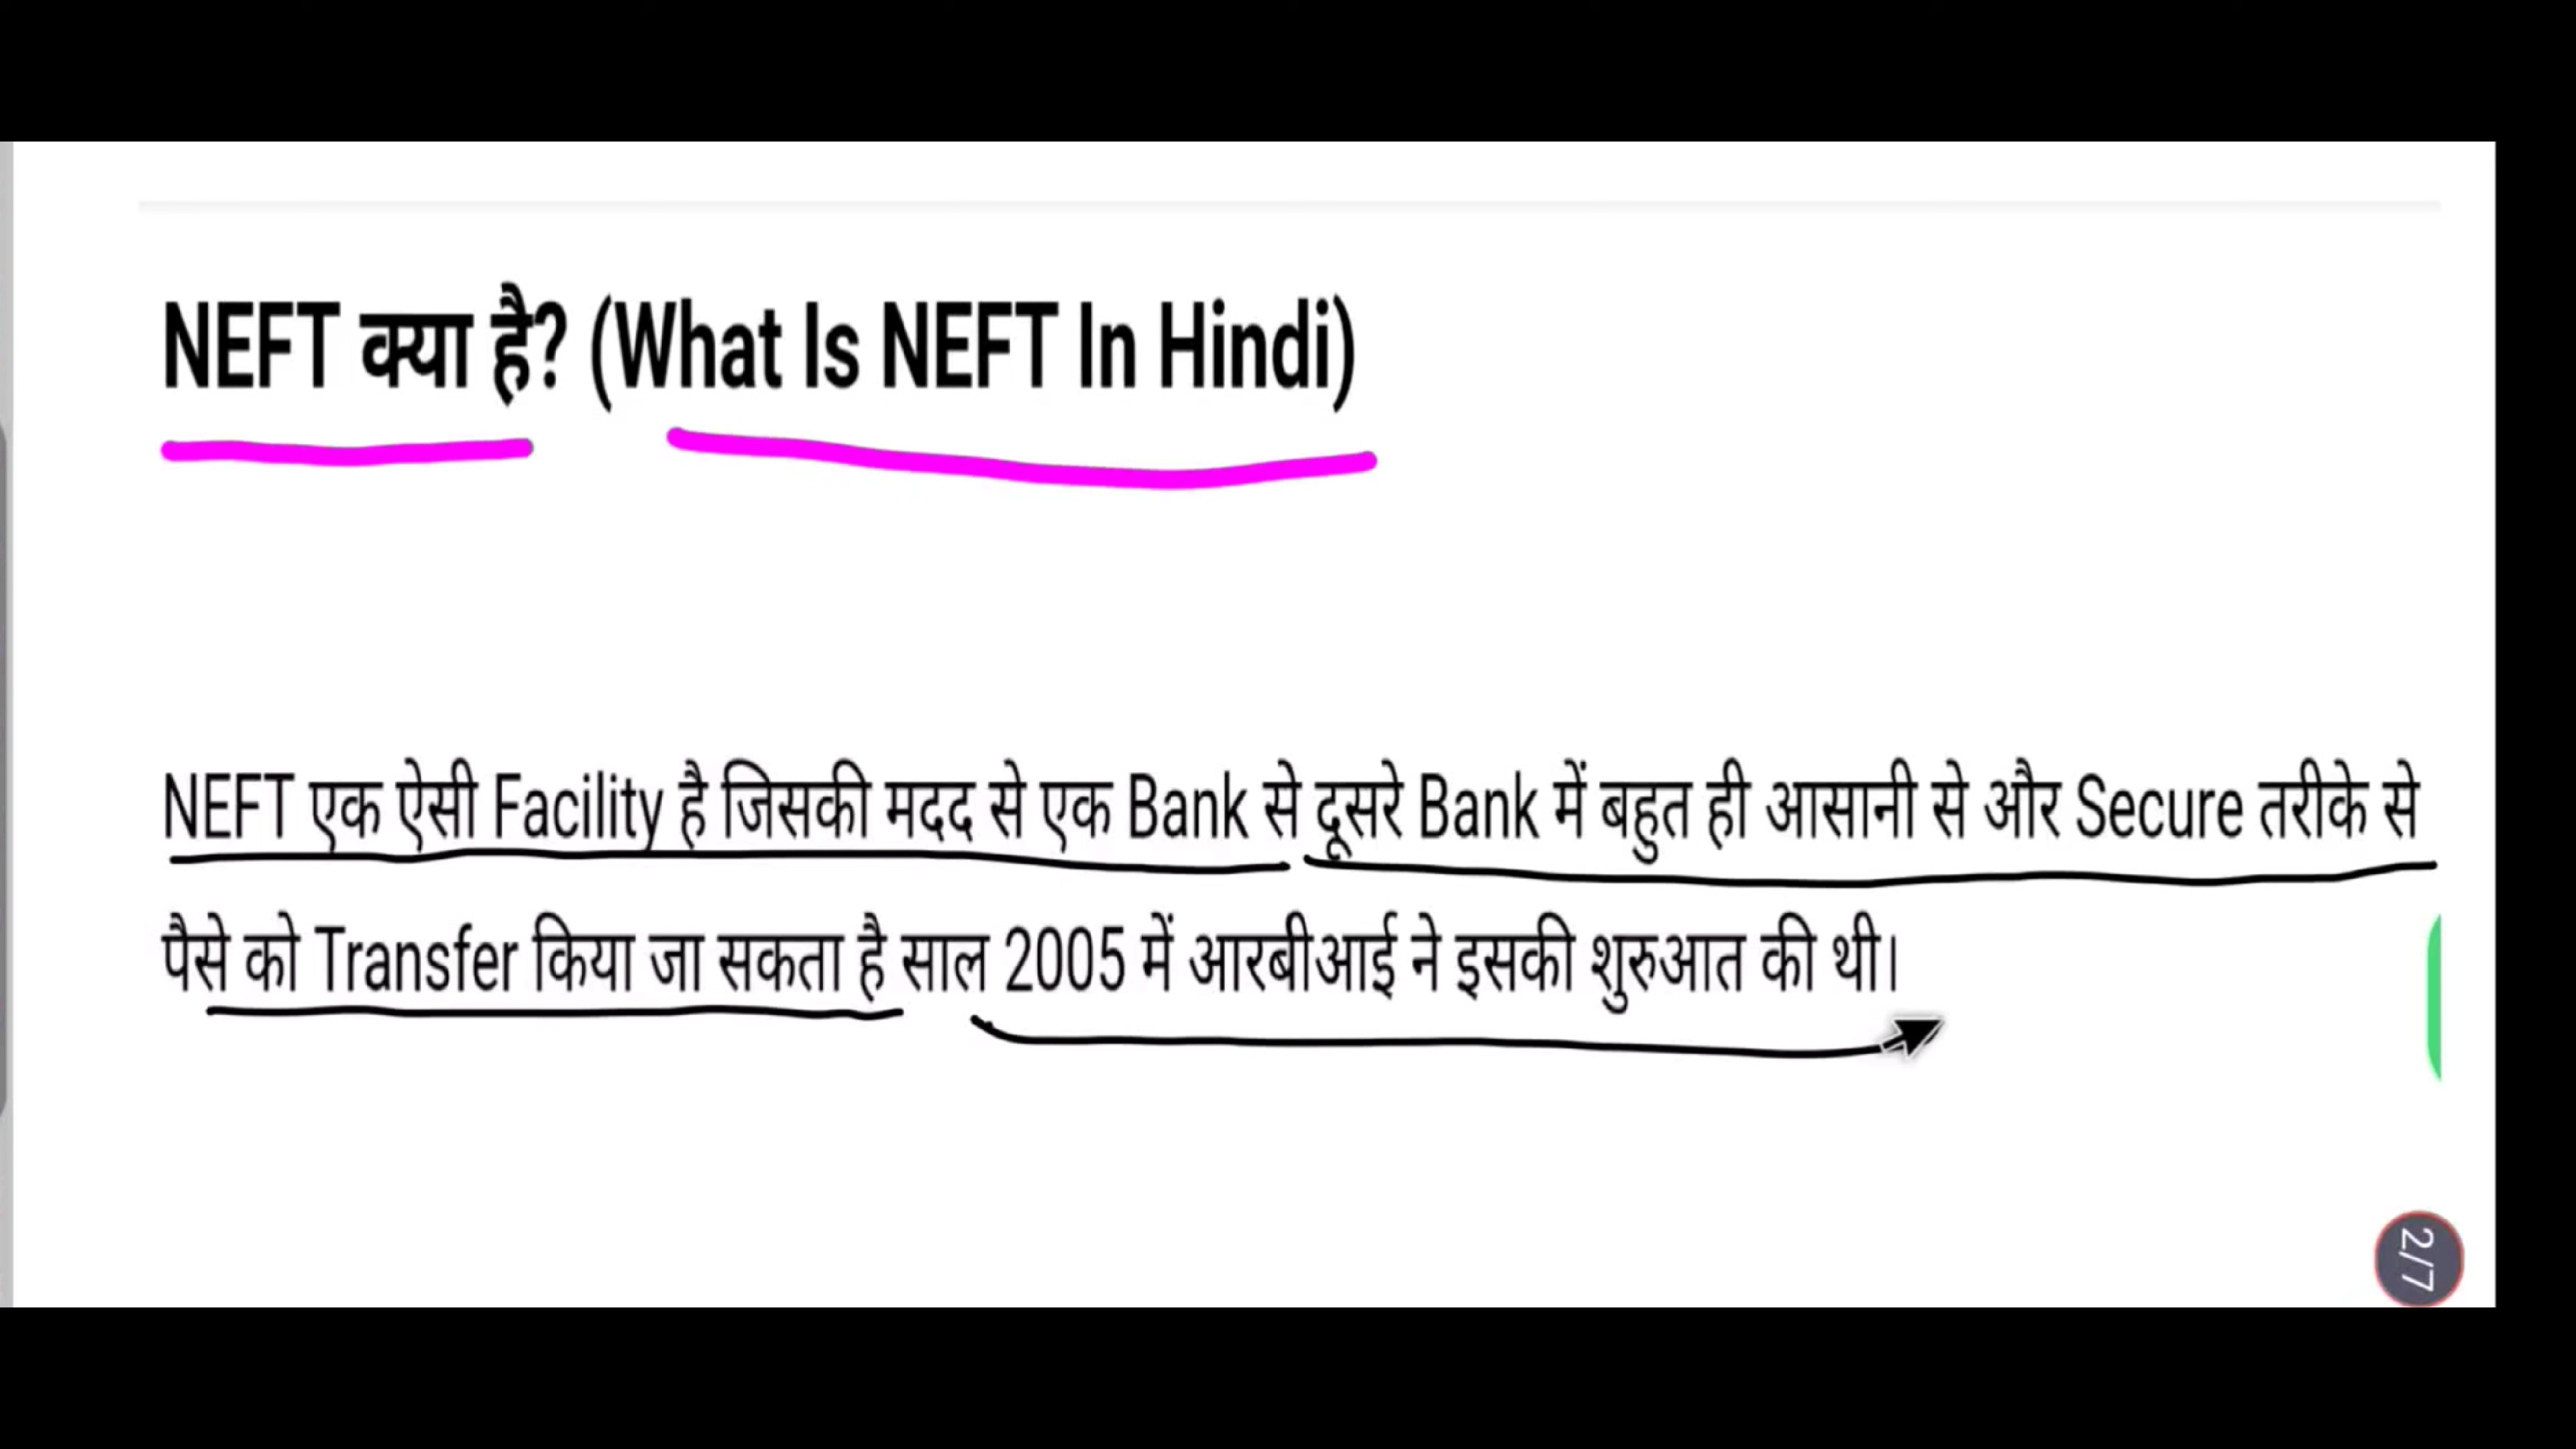 NEFT क्या है? (What Is NEFT In Hindi)
NEFT एक ऐसी Facility है जिसकी मदद से एक Bank से दूसरे Bank में बहुत ही आसानी से और Secure तरीके से
पैसे को Transfer किया जा सकता है साल 2005 में आरबीआई ने इसकी शुरुआत की थी।
2/7